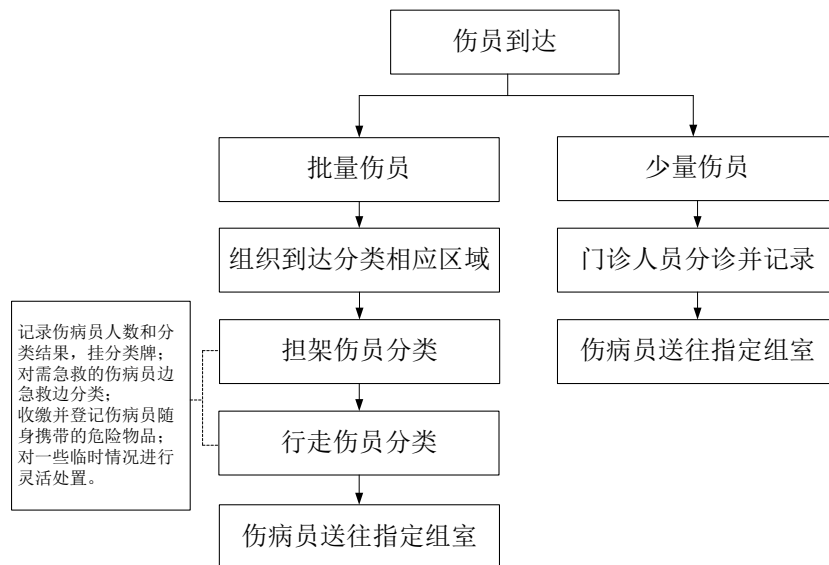 伤员到达
批量伤员
少量伤员
组织到达分类相应区域
门诊人员分诊并记录
记录伤病员人数和分
类结果，挂分类牌；
对需急救的伤病员边
急救边分类；
收缴并登记伤病员随
身携带的危险物品；
对一些临时情况进行
灵活处置。
担架伤员分类
伤病员送往指定组室
行走伤员分类
伤病员送往指定组室